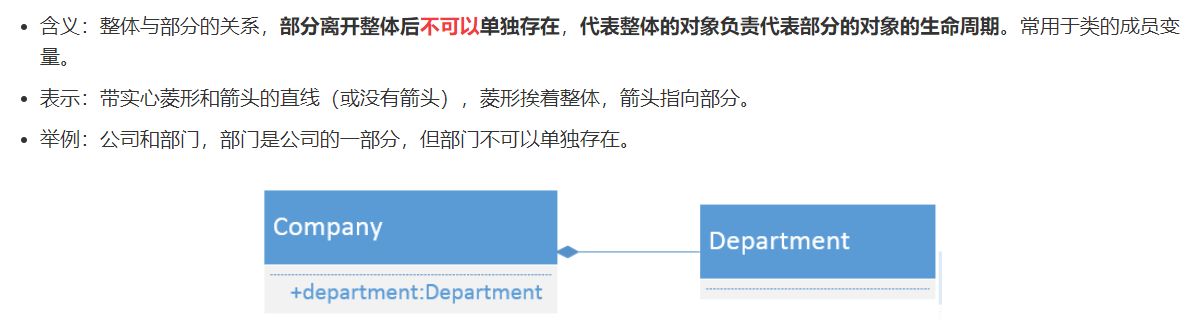 含义：整体与部分的关系，部分离开整体后不可以单独存在，代表整体的对象负责代表部分的对象的生命周期。常用于类的成员变
量。
表示：带实心菱形和箭头的直线（或没有箭头），菱形挨着整体，箭头指向部分。
举例：公司和部门，部门是公司的一部分，但部门不可以单独存在。
Company
+department:Department
Department